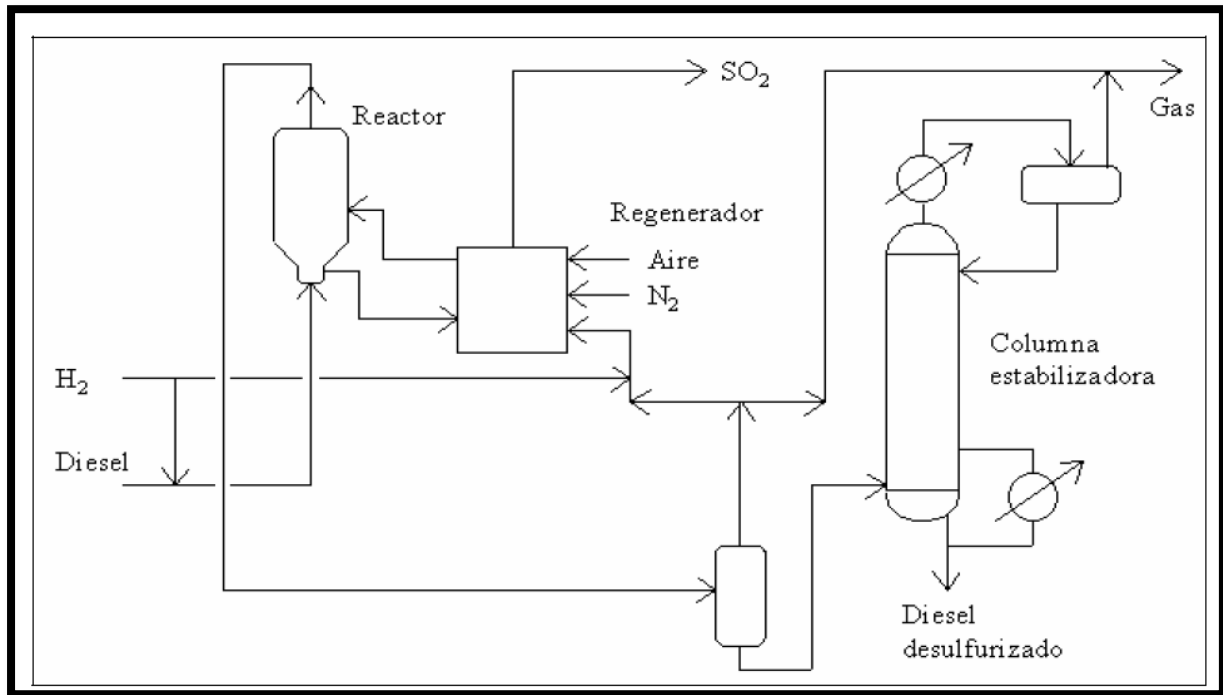 SO₂
Gas
Reactor
Regenerador
Aire
N₂
Columna
estabilizadora
H₂
Diesel
Diesel
desulfurizado